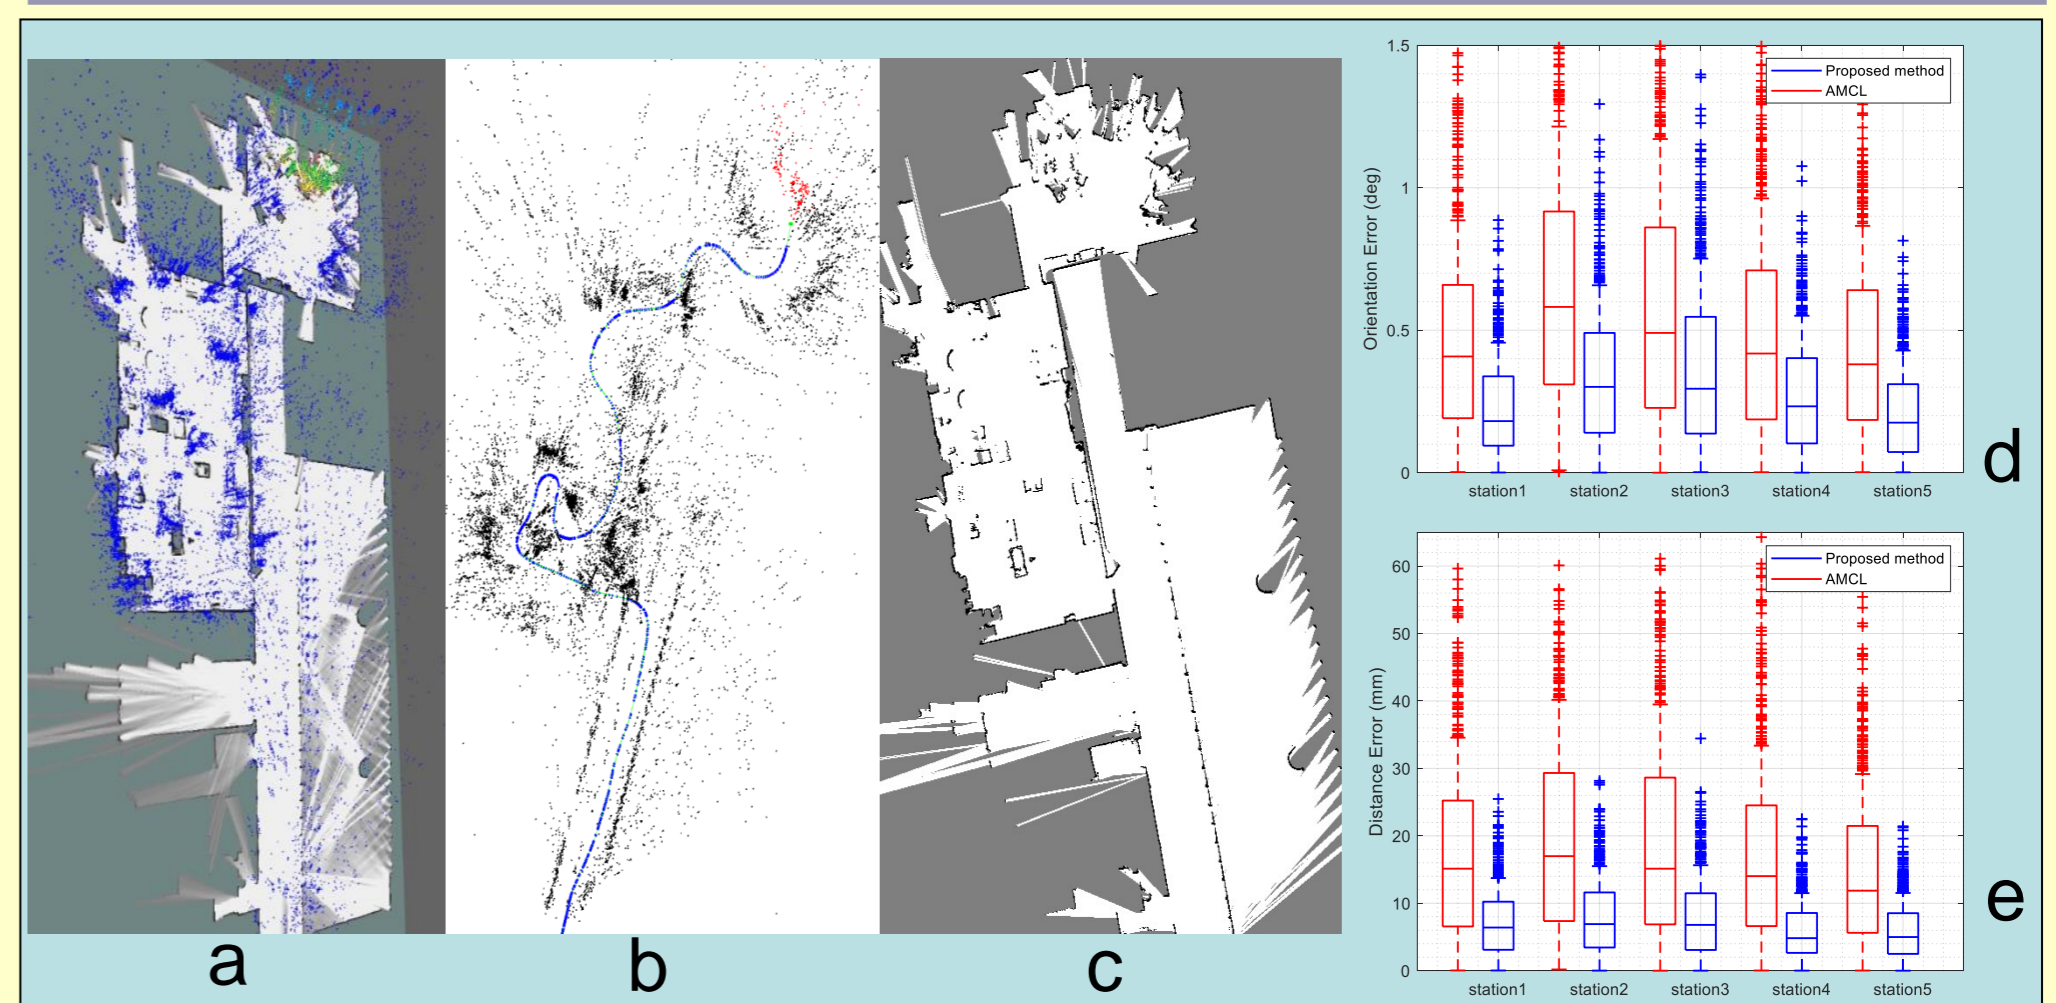 1.5
1
0.5
0
Orientation Error (deg)
Proposed method
AMCL
station1 station2 station3 station4 station5
d
60
50
40
30
20
10
0
Distance Error (mm)
Proposed method
AMCL
station1 station2 station3 station4 station5
e
a b c